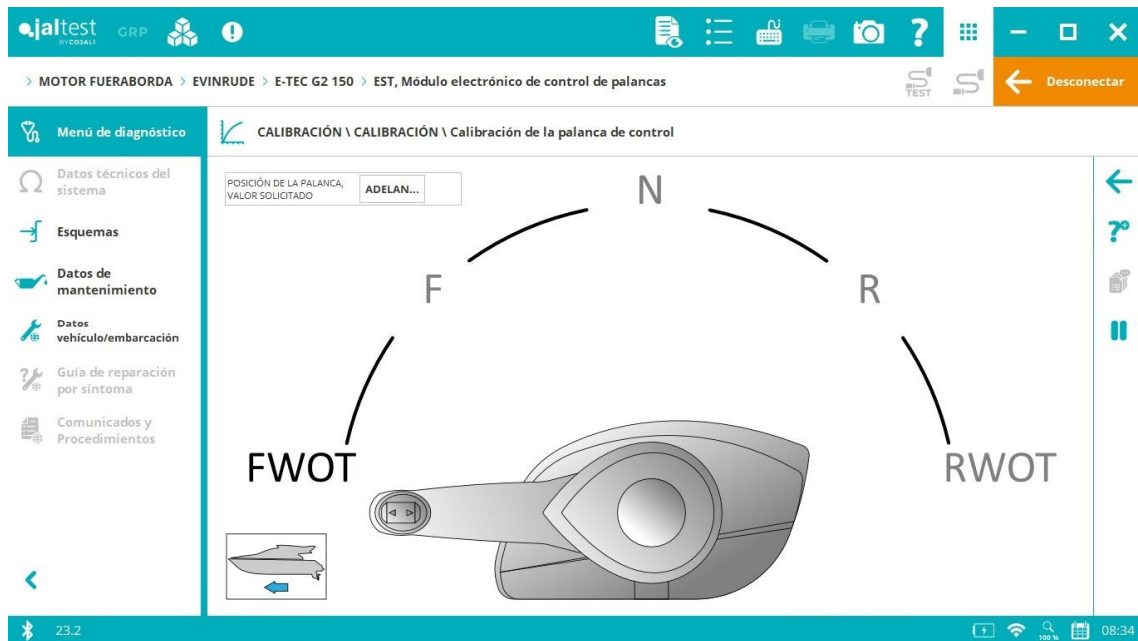 jaltest
BY COJALI
GRP
> MOTOR FUERABORDA > EVINRUDE > E-TEC G2 150 > EST, Módulo electrónico de control de palancas
TEST
Desconectar
Menú de diagnóstico
CALIBRACIÓN \ CALIBRACIÓN \ Calibración de la palanca de control
Datos técnicos del
sistema
Esquemas
Datos de
mantenimiento
Datos
vehículo/embarcación
Guía de reparación
por síntoma
Comunicados y
Procedimientos
POSICIÓN DE LA PALANCA,
VALOR SOLICITADO
ADELAN...
N
F
R
FWOT
RWOT
23.2
100 %
08:34